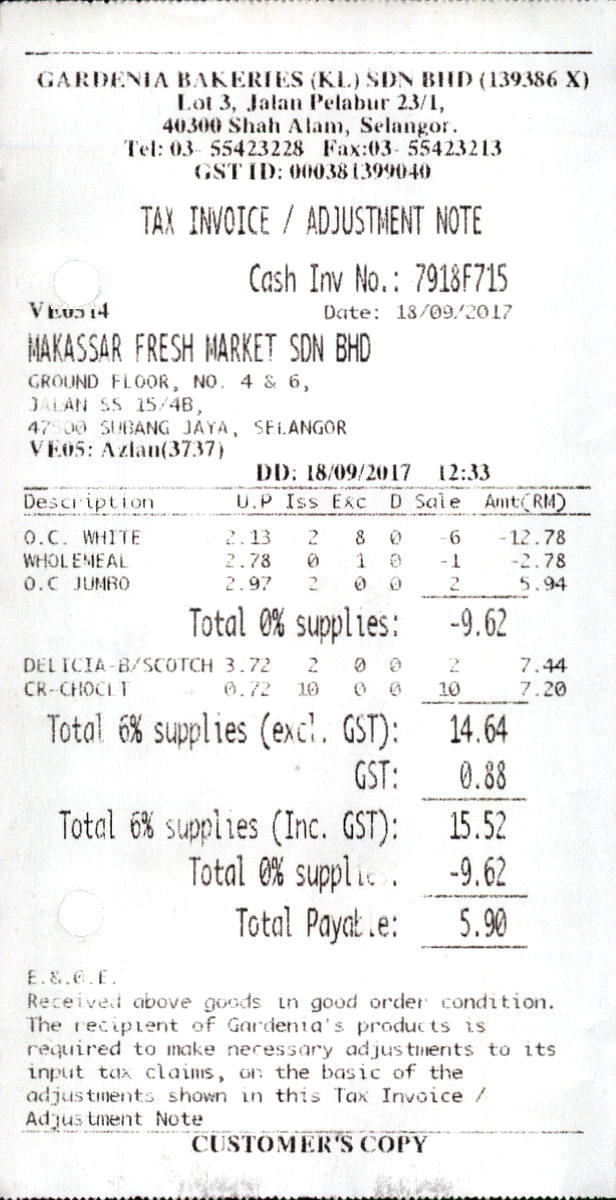 GARDENIA BAKERIES (KL) SDN BHD (139386 X)
Lot 3, Jalan Pelabur 23/1,
40300 Shah Alam, Selangor.
Tel: 03- 55423228 Fax:03- 55423213
GST ID: 000381399040
TAX INVOICE / ADJUSTMENT NOTE
Cash Inv No.: 7918F715
VE0514 Date: 18/09/2017
MAKASSAR FRESH MARKET SDN BHD
GROUND FLOOR, NO. 4 & 6,
JALAN SS 15/4B,
47500 SUBANG JAYA, SELANGOR
VE05: Azlan(3737)
DD: 18/09/2017 12:33
Description U.P Iss Exc D Sale Amt(RM)
O.C. WHITE 2.13 2 8 0 -6 -12.78
WHOLEMEAL 2.78 0 1 0 -1 -2.78
O.C JUMBO 2.97 2 0 0 2 5.94
Total 0% supplies: -9.62
DELICIA-B/SCOTCH 3.72 2 0 0 2 7.44
CR-CHOCLT 0.72 10 0 0 10 7.20
Total 6% supplies (excl. GST): 14.64
GST: 0.88
Total 6% supplies (Inc. GST): 15.52
Total 0% supplies: -9.62
Total Payable: 5.90
E.&.O.E.
Received above goods in good order condition.
The recipient of Gardenia's products is
required to make necessary adjustments to its
input tax claims, on the basic of the
adjustments shown in this Tax Invoice /
Adjustment Note
CUSTOMER'S COPY